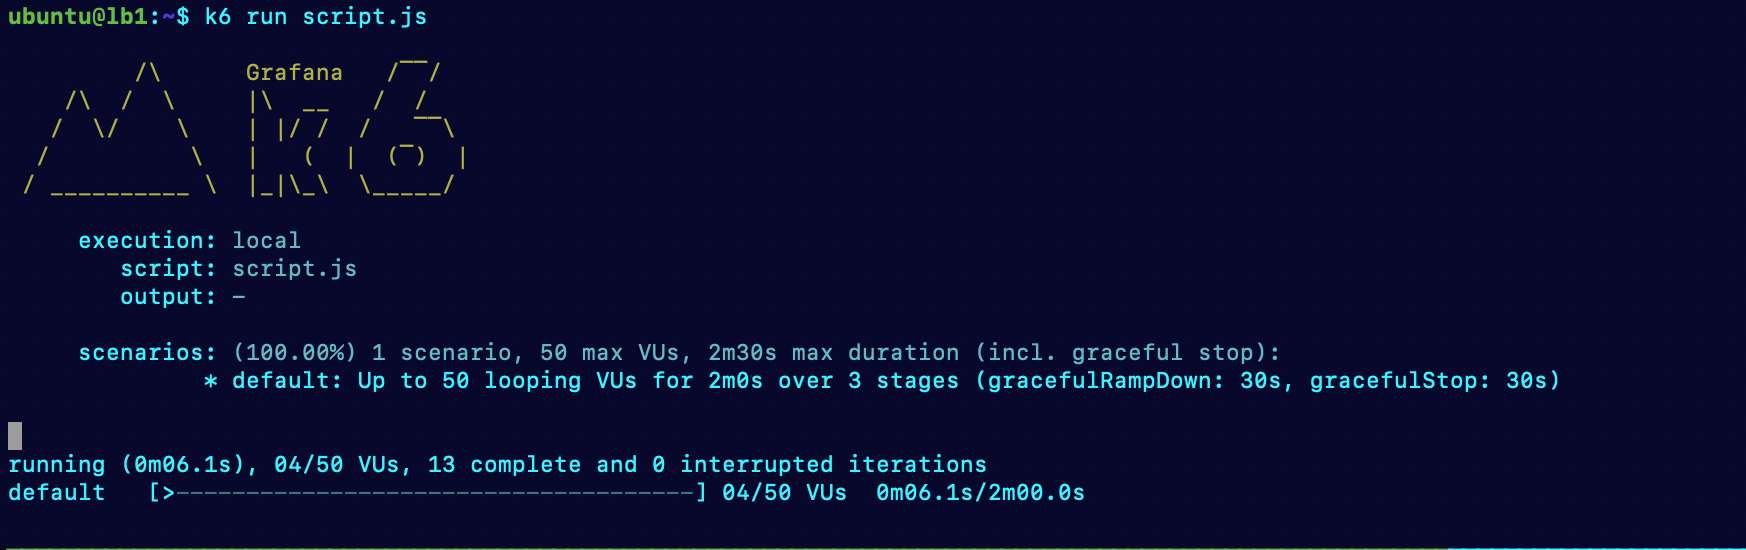 ubuntu@lb1:~$ k6 run script.js
Grafana
k6
execution: local
script: script.js
output: -
scenarios: (100.00%) 1 scenario, 50 max VUs, 2m30s max duration (incl. graceful stop):
* default: Up to 50 looping VUs for 2m0s over 3 stages (gracefulRampDown: 30s, gracefulStop: 30s)
running (0m06.1s), 04/50 VUs, 13 complete and 0 interrupted iterations
default [>--------------------------------------] 04/50 VUs 0m06.1s/2m00.0s